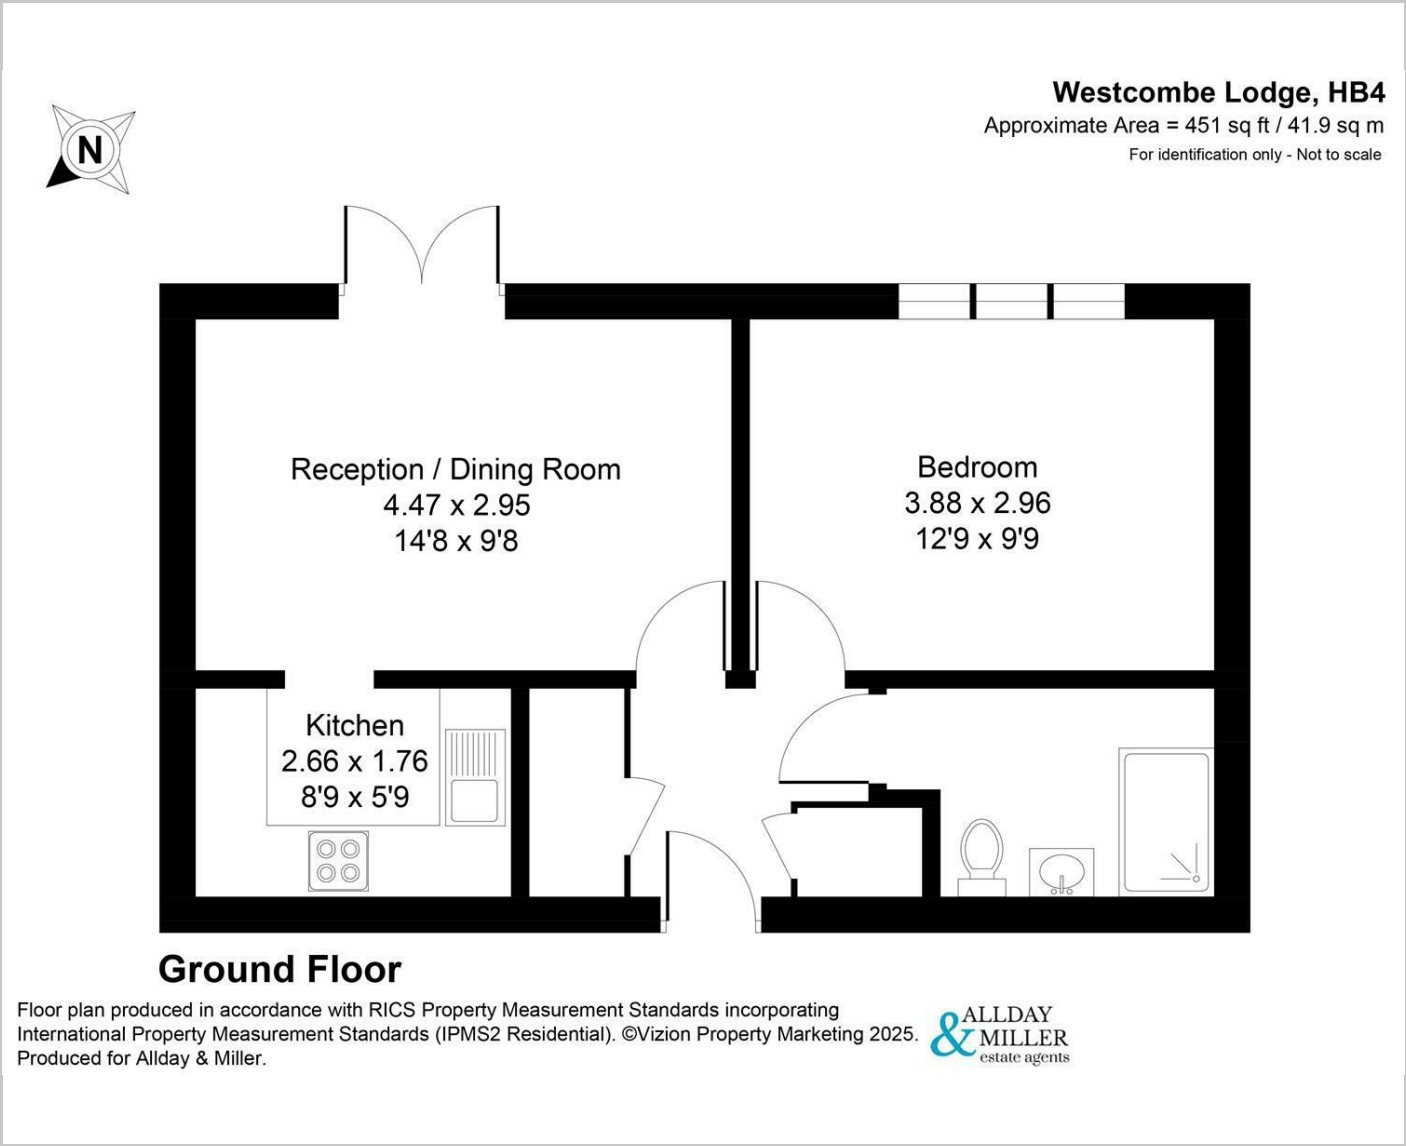 N
Westcombe Lodge, HB4
Approximate Area = 451 sq ft / 41.9 sq m
For identification only - Not to scale
Reception / Dining Room
4.47 x 2.95
14'8 x 9'8
Bedroom
3.88 x 2.96
12'9 x 9'9
Kitchen
2.66 x 1.76
8'9 x 5'9
Ground Floor
Floor plan produced in accordance with RICS Property Measurement Standards incorporating
International Property Measurement Standards (IPMS2 Residential). ©Vizion Property Marketing 2025.
Produced for Allday & Miller.
ALLDAY
& MILLER
estate agents